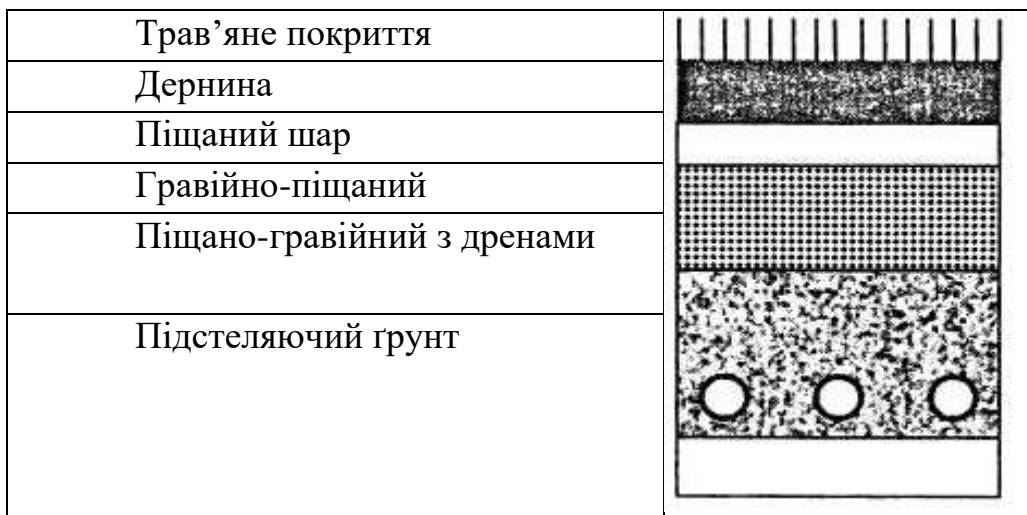 Трав’яне покриття
Дернина
Піщаний шар
Гравійно-піщаний
Піщано-гравійний з дренами
Підстеляючий ґрунт